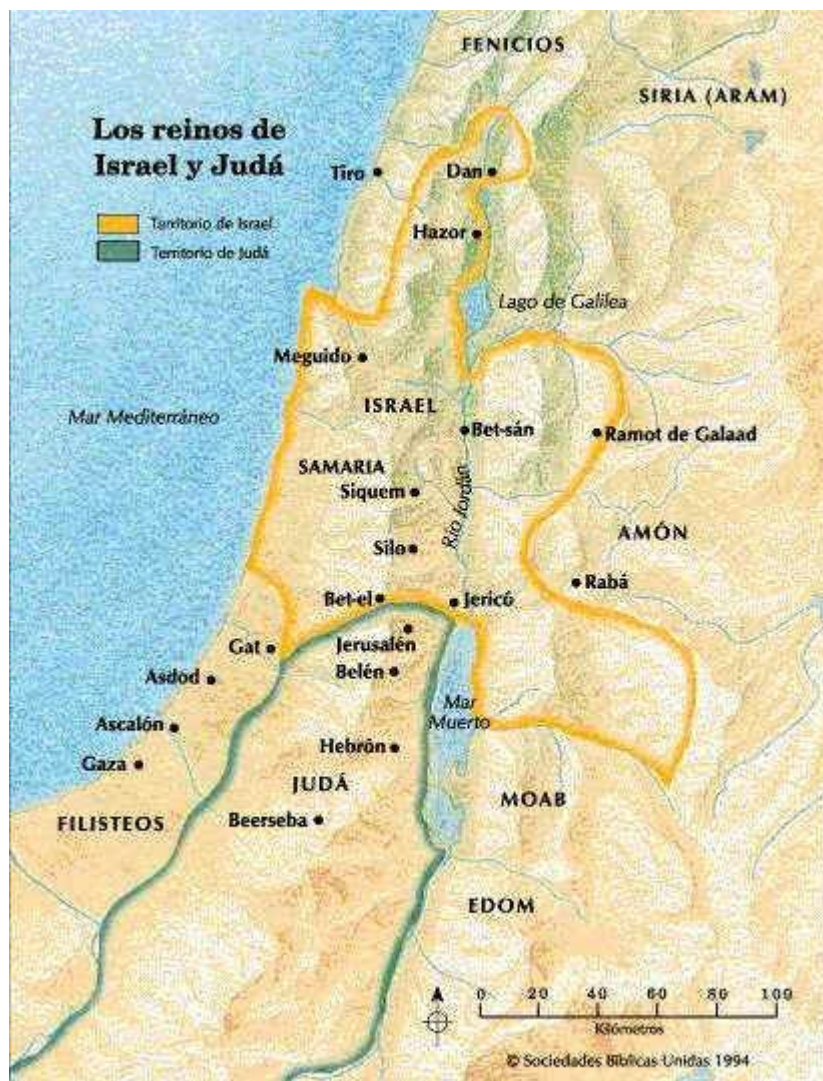 FENICIOS
SIRIA (ARAM)
Los reinos de
Israel y Judá
Tiro
Dan
Territorio de Israel
Territorio de Judá
Hazor
Lago de Galilea
Meguido
ISRAEL
Mar Mediterráneo
Bet-sán
Ramot de Galaad
SAMARIA
Siquem
Río Jordán
Silo
AMÓN
Rabá
Bet-el
Jericó
Gat
Jerusalén
Belén
Asdod
Mar
Muerto
Ascalón
Hebrón
Gaza
JUDÁ
MOAB
FILISTEOS
Beerseba
EDOM
A
0 20 40 60 80 100
Kilómetros
© Sociedades Bíblicas Unidas 1994